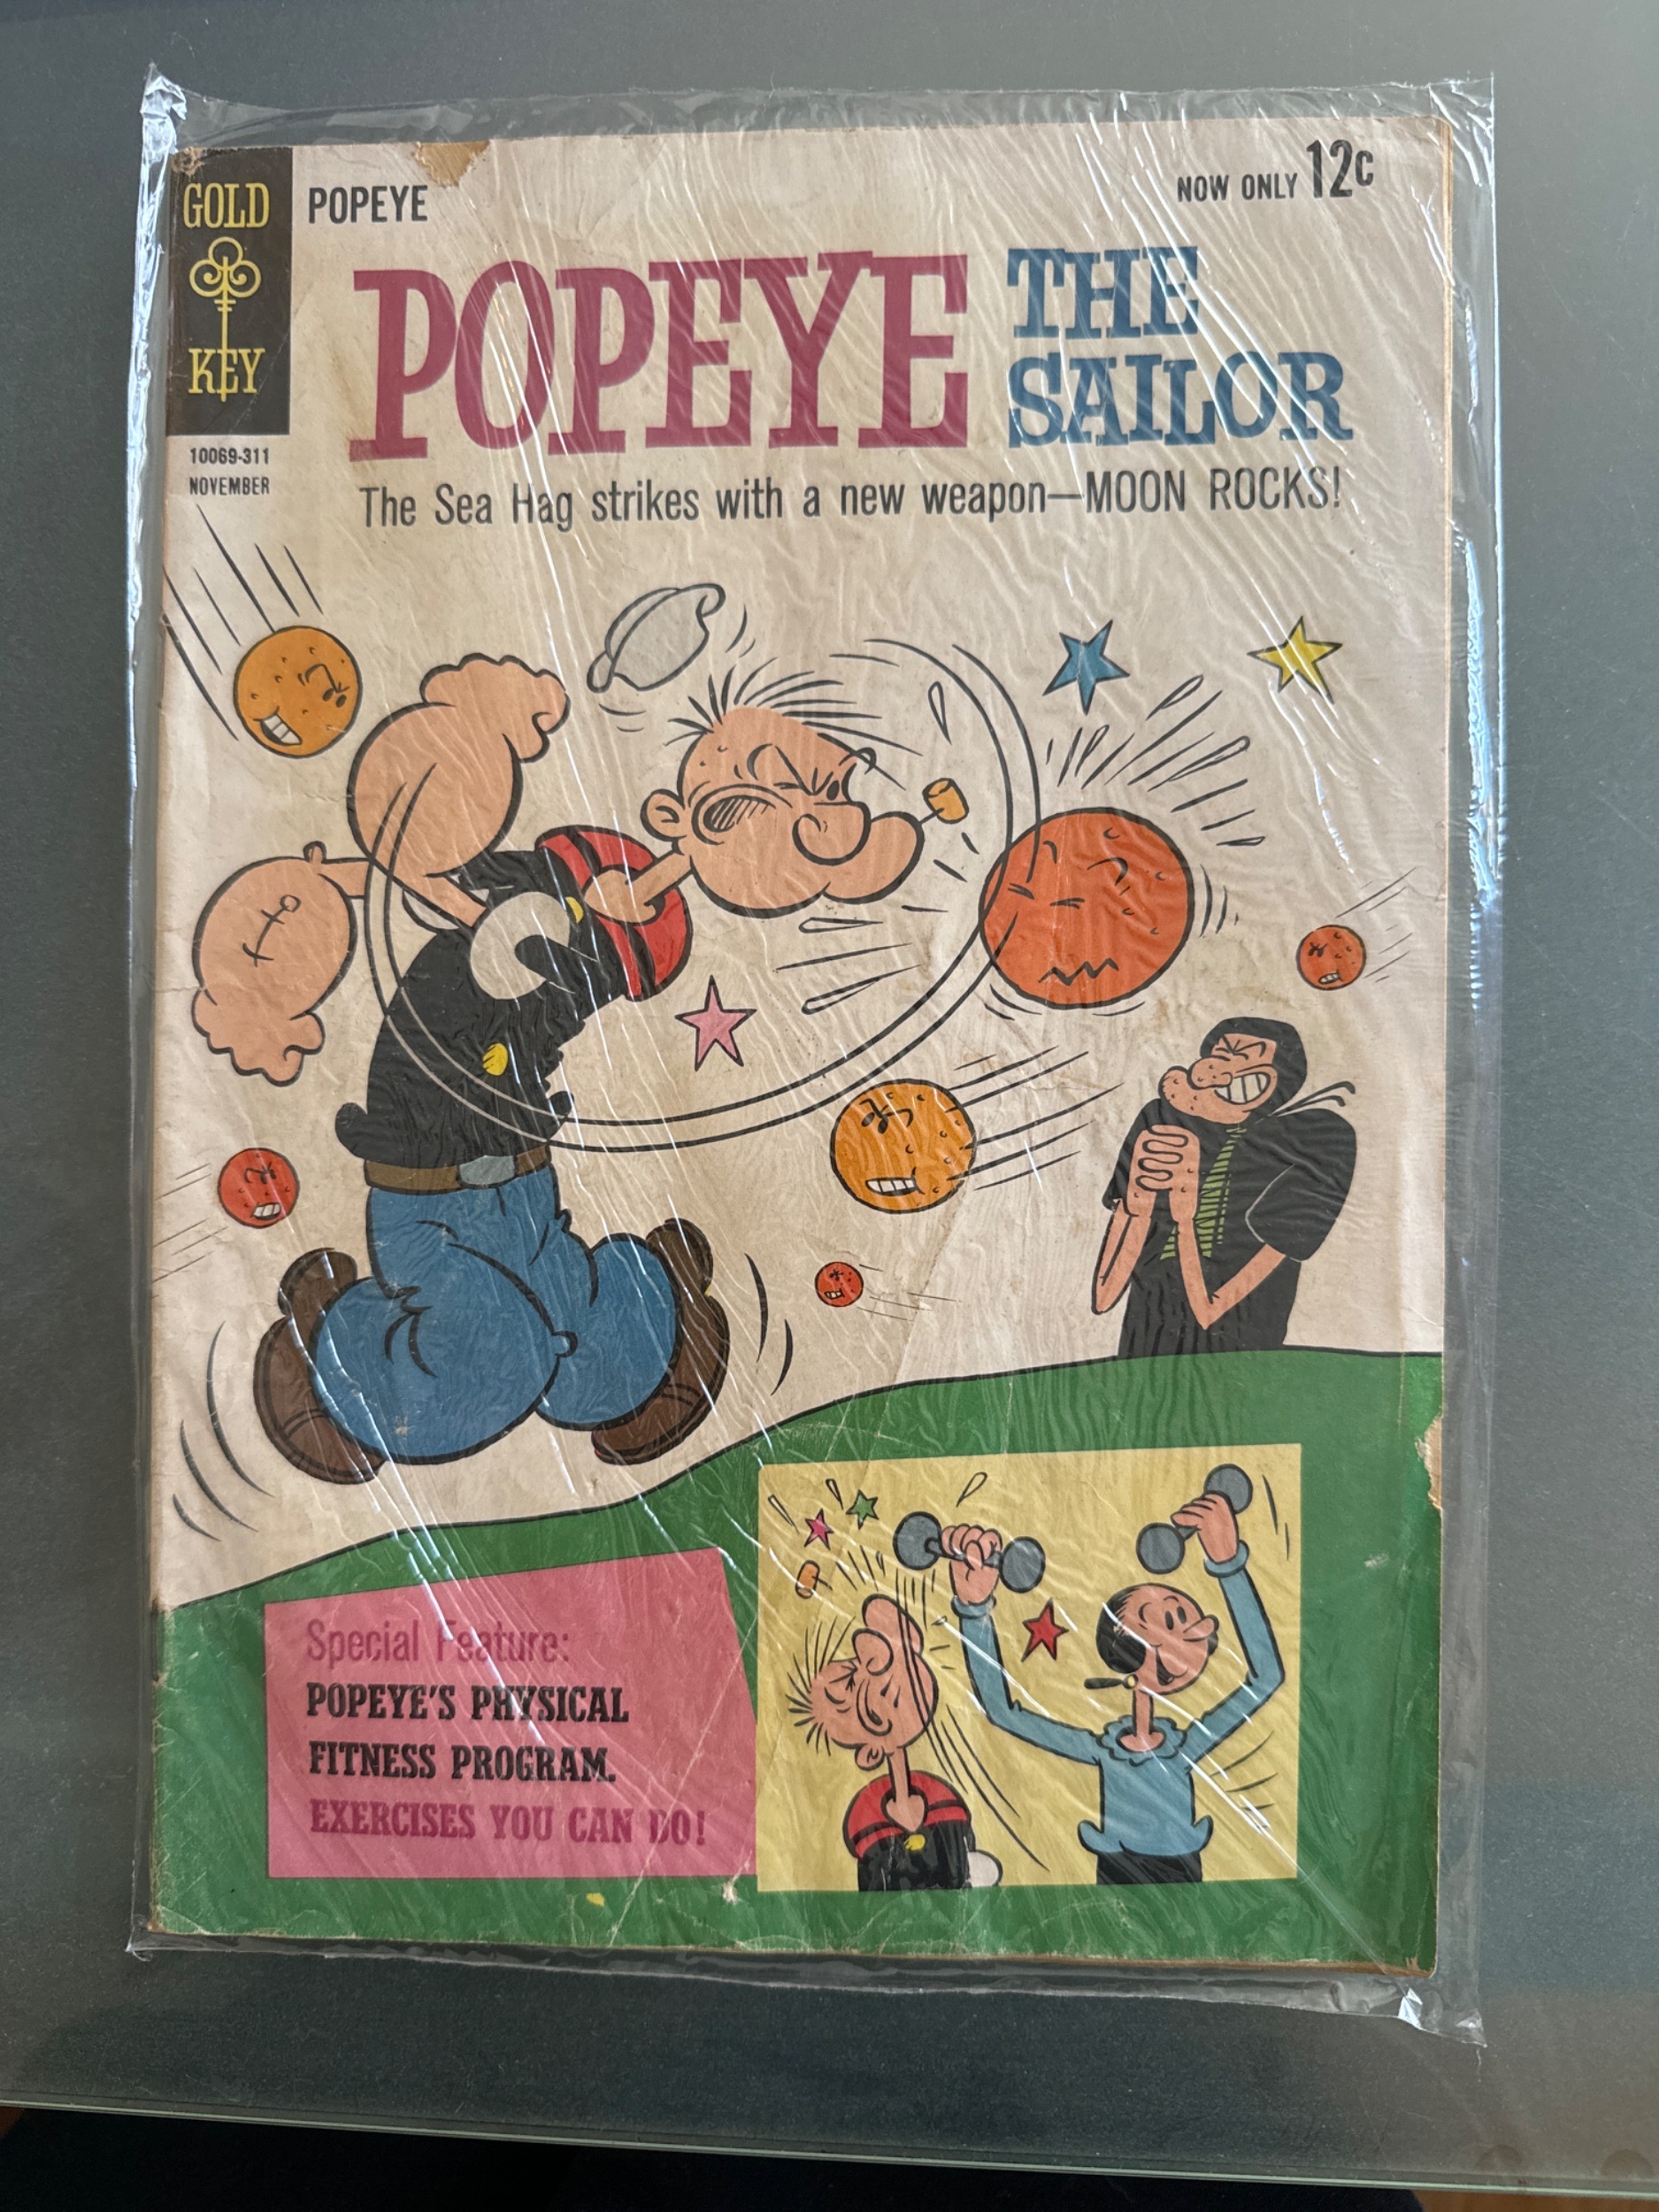 GOLD
KEY
POPEYE
NOW ONLY 12c
POPEYE THE SAILOR
10069-311
NOVEMBER
The Sea Hag strikes with a new weapon—MOON ROCKS!
Special Feature:
POPEYE'S PHYSICAL
FITNESS PROGRAM.
EXERCISES YOU CAN DO!